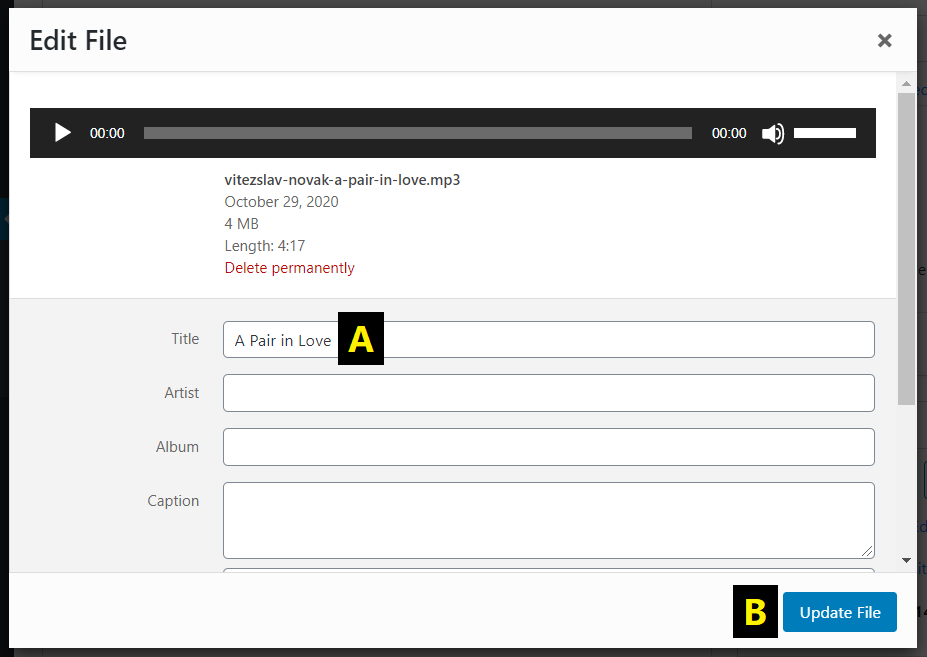 Edit File
00:00 00:00
vitezslav-novak-a-pair-in-love.mp3
October 29, 2020
4 MB
Length: 4:17
Delete permanently
Title A Pair in Love A
Artist
Album
Caption
B Update File